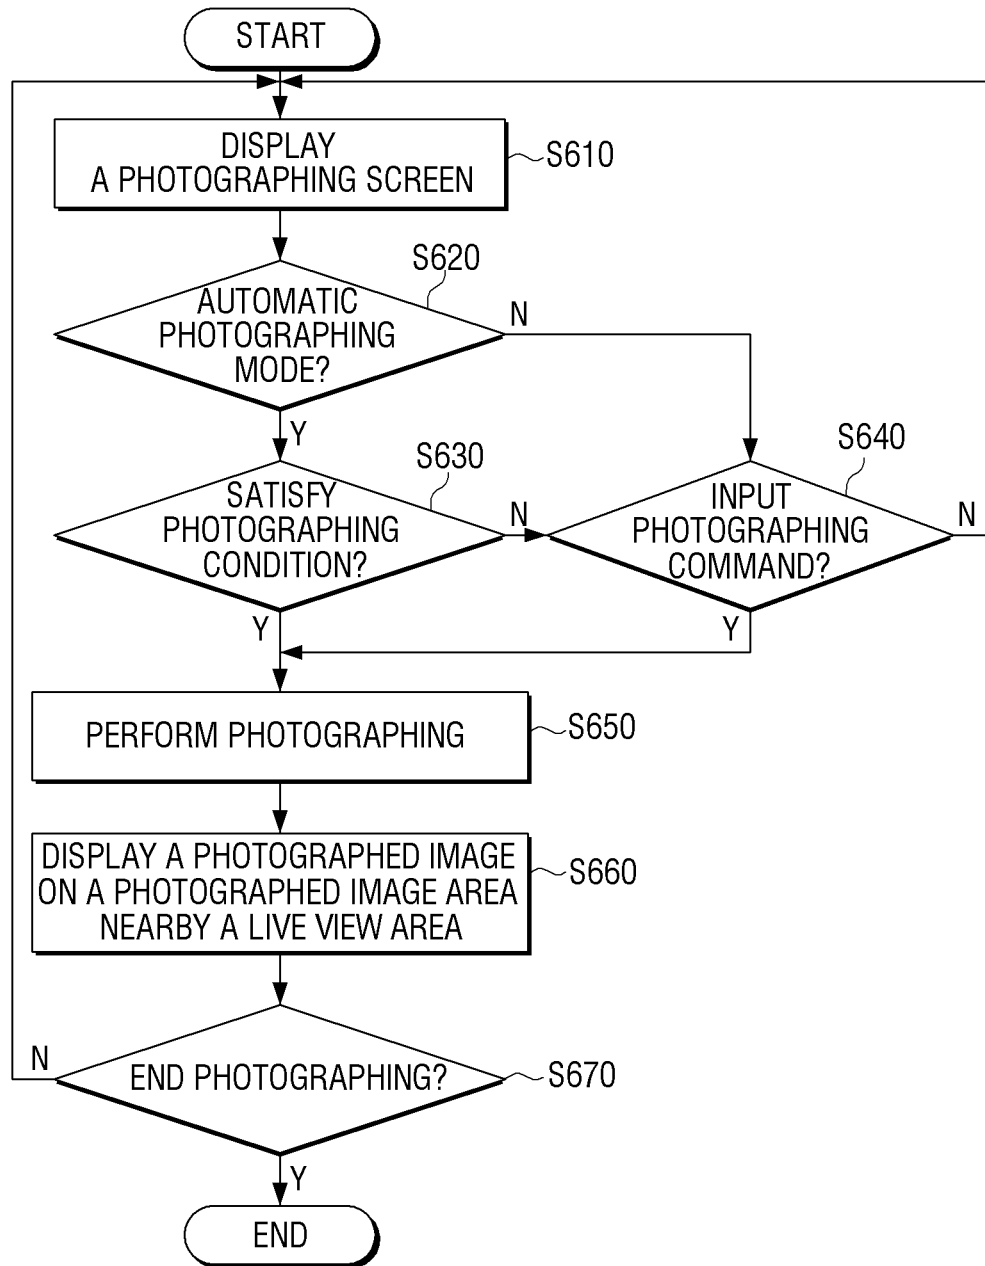 START
DISPLAY
A PHOTOGRAPHING SCREEN
S610
S620
AUTOMATIC
PHOTOGRAPHING
MODE?
N
Y
S630
SATISFY
PHOTOGRAPHING
CONDITION?
N
Y
S640
INPUT
PHOTOGRAPHING
COMMAND?
N
Y
PERFORM PHOTOGRAPHING
S650
DISPLAY A PHOTOGRAPHED IMAGE
ON A PHOTOGRAPHED IMAGE AREA
NEARBY A LIVE VIEW AREA
S660
N
END PHOTOGRAPHING?
S670
Y
END